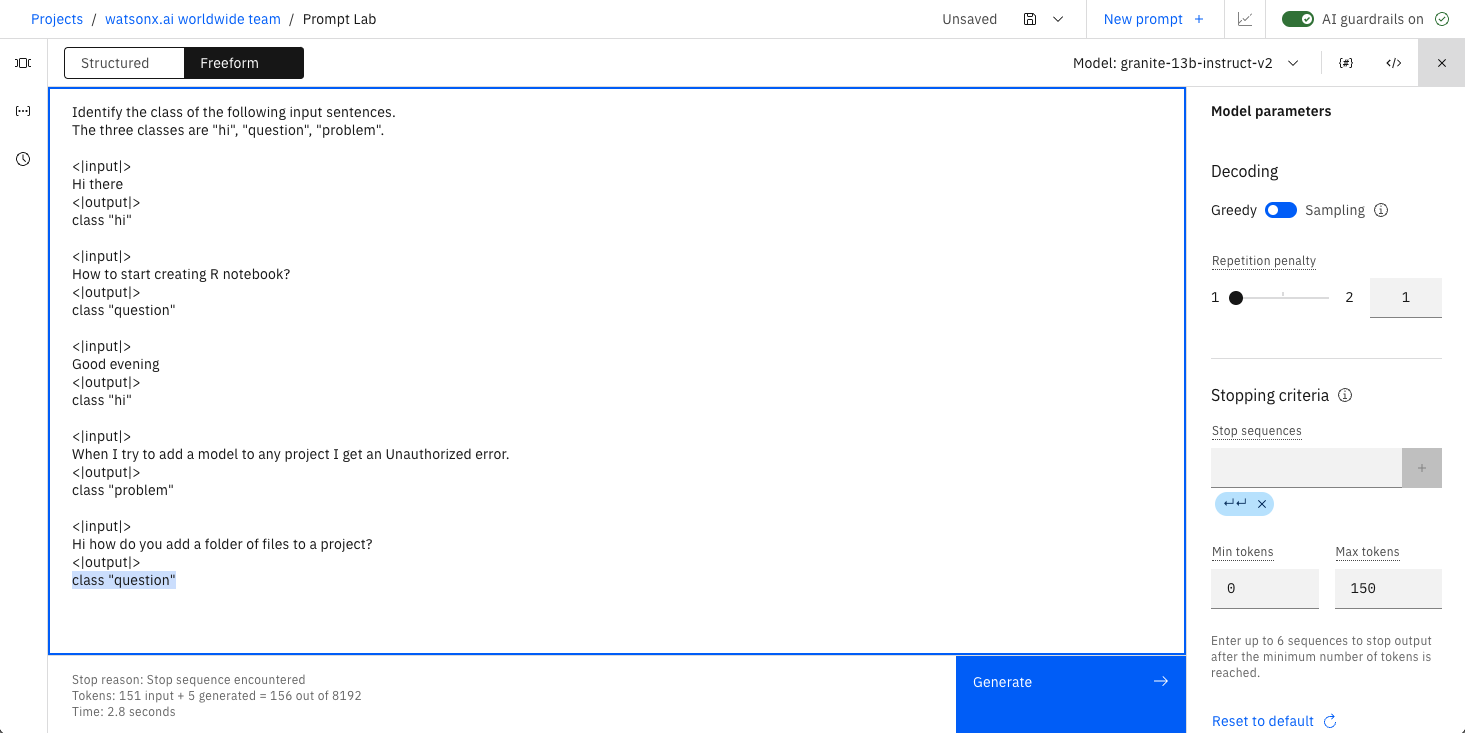 Projects / watsonx.ai worldwide team / Prompt Lab
Unsaved
New prompt +
AI guardrails on
Structured
Freeform
Model: granite-13b-instruct-v2
{#}
</>
Identify the class of the following input sentences.
The three classes are "hi", "question", "problem".
<|input|>
Hi there
<|output|>
class "hi"
<|input|>
How to start creating R notebook?
<|output|>
class "question"
<|input|>
Good evening
<|output|>
class "hi"
<|input|>
When I try to add a model to any project I get an Unauthorized error.
<|output|>
class "problem"
<|input|>
Hi how do you add a folder of files to a project?
<|output|>
class "question"
Stop reason: Stop sequence encountered
Tokens: 151 input + 5 generated = 156 out of 8192
Time: 2.8 seconds
Generate
Model parameters
Decoding
Greedy Sampling
Repetition penalty
1 2 1
Stopping criteria
Stop sequences
+
↵↵ ×
Min tokens Max tokens
0 150
Enter up to 6 sequences to stop output
after the minimum number of tokens is
reached.
Reset to default